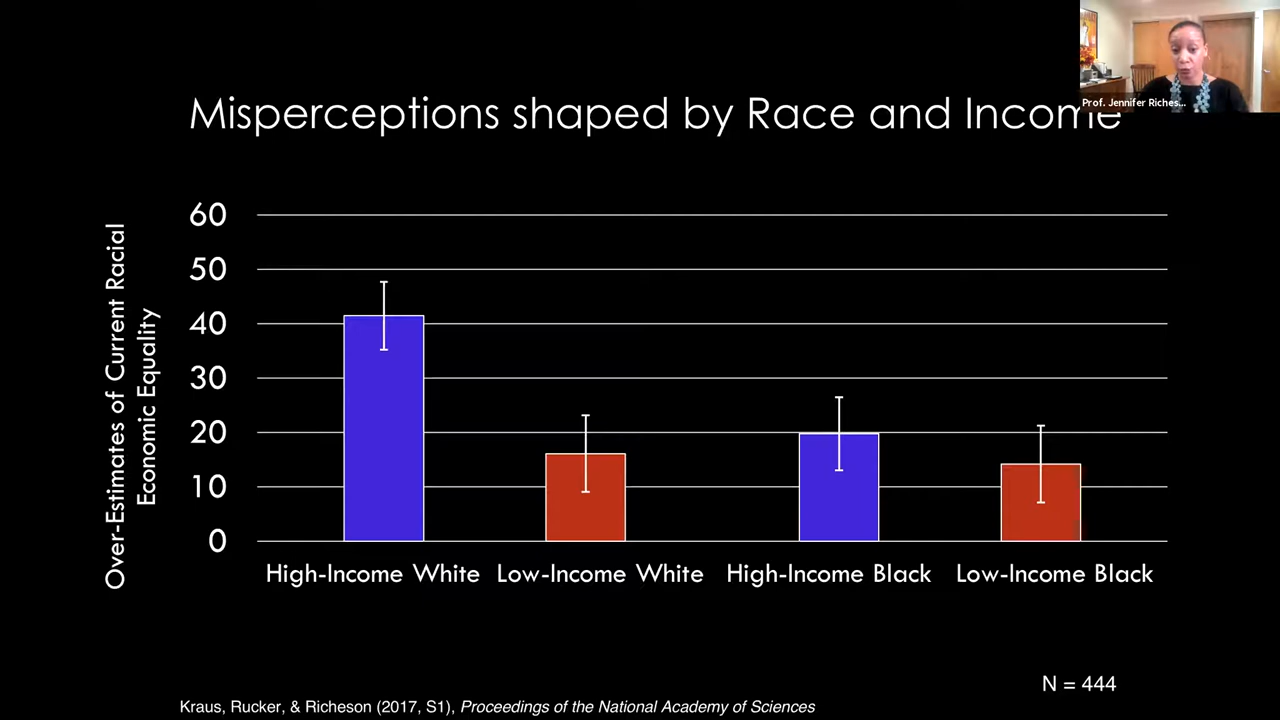 Prof. Jennifer Riches...
Misperceptions shaped by Race and Income
Over-Estimates of Current Racial
Economic Equality
60
50
40
30
20
10
0
High-Income White Low-Income White High-Income Black Low-Income Black
N = 444
Kraus, Rucker, & Richeson (2017, S1), Proceedings of the National Academy of Sciences